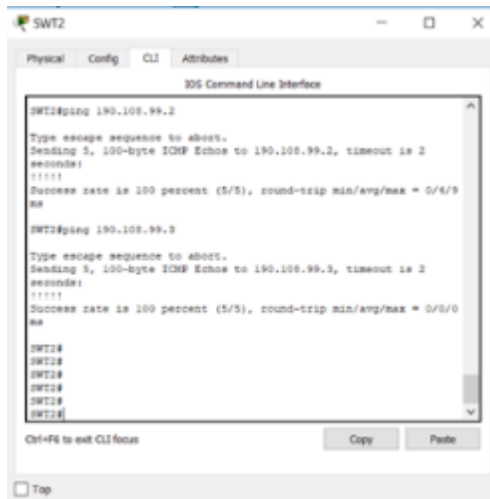 SWT2
Physical Config CLI Attributes
IOS Command Line Interface
SWT2#ping 190.108.99.2
Type escape sequence to abort.
Sending 5, 100-byte ICMP Echos to 190.108.99.2, timeout is 2
seconds:
!!!!!
Success rate is 100 percent (5/5), round-trip min/avg/max =
ms
SWT2#ping 190.108.99.3
Type escape sequence to abort.
Sending 5, 100-byte ICMP Echos to 190.108.99.3, timeout is 2
seconds:
!!!!!
Success rate is 100 percent (5/5), round-trip min/avg/max = 0/0/0
ms
SWT2#
SWT2#
SWT2#
SWT2#
SWT2#
SWT2#
Ctrl+F6 to exit CLI focus
Copy Paste
Top